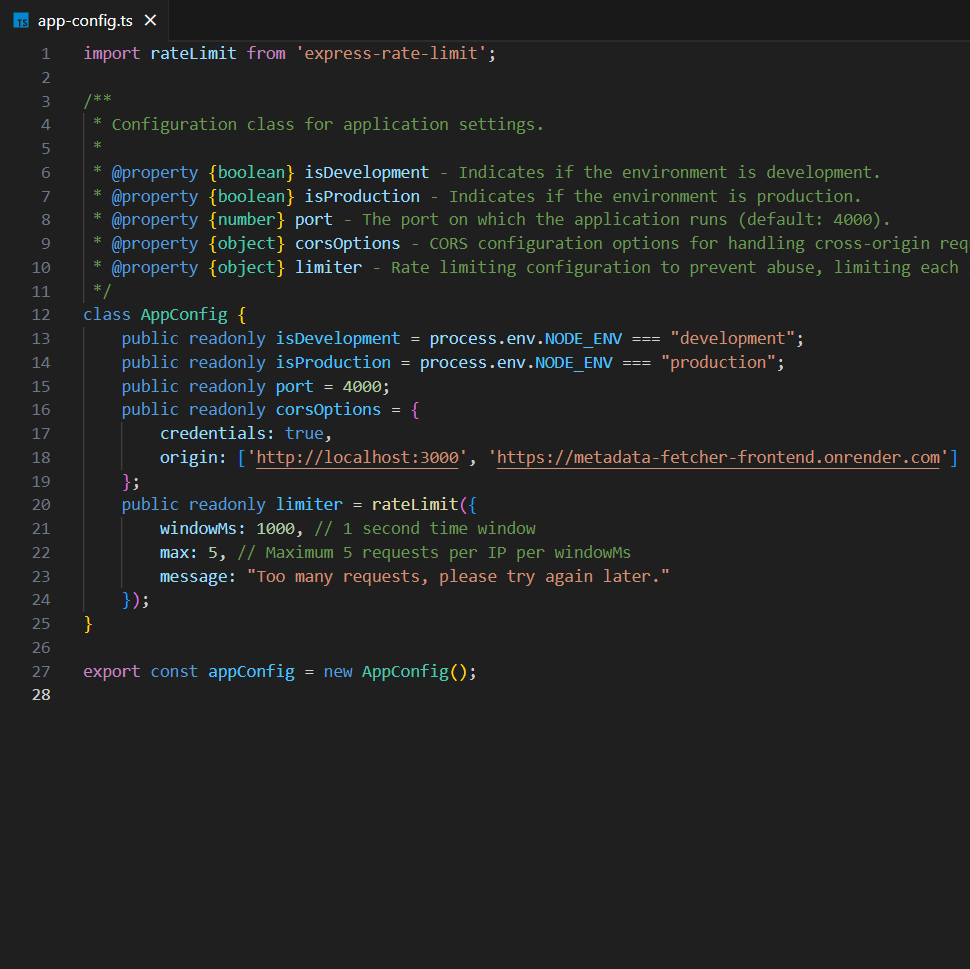 TS app-config.ts ✕
1 import rateLimit from 'express-rate-limit';
2
3 /**
4  * Configuration class for application settings.
5  *
6  * @property {boolean} isDevelopment - Indicates if the environment is development.
7  * @property {boolean} isProduction - Indicates if the environment is production.
8  * @property {number} port - The port on which the application runs (default: 4000).
9  * @property {object} corsOptions - CORS configuration options for handling cross-origin req
10  * @property {object} limiter - Rate limiting configuration to prevent abuse, limiting each
11  */
12 class AppConfig {
13     public readonly isDevelopment = process.env.NODE_ENV === "development";
14     public readonly isProduction = process.env.NODE_ENV === "production";
15     public readonly port = 4000;
16     public readonly corsOptions = {
17         credentials: true,
18         origin: ['http://localhost:3000', 'https://metadata-fetcher-frontend.onrender.com']
19     };
20     public readonly limiter = rateLimit({
21         windowMs: 1000, // 1 second time window
22         max: 5, // Maximum 5 requests per IP per windowMs
23         message: "Too many requests, please try again later."
24     });
25 }
26
27 export const appConfig = new AppConfig();
28